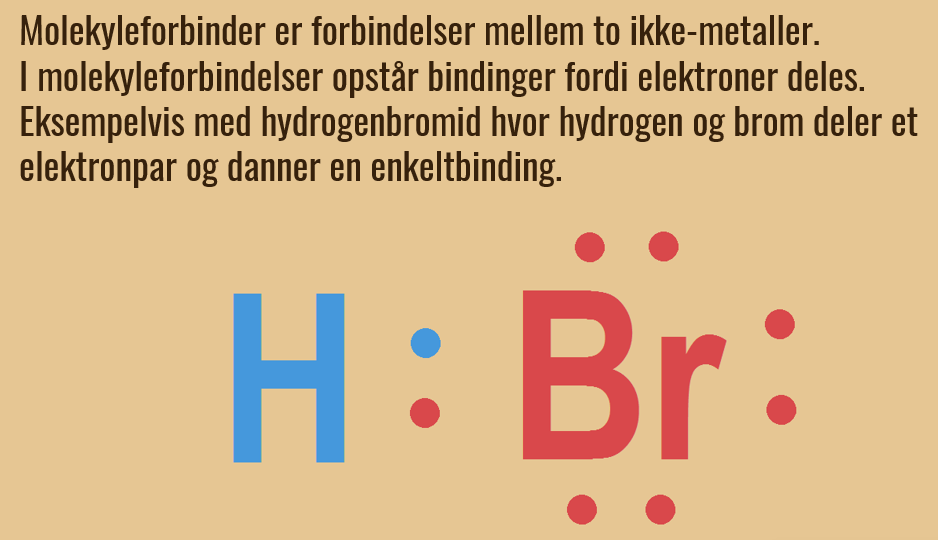 Molekyleforbinder er forbindelser mellem to ikke-metaller.
I molekyleforbindelser opstår bindinger fordi elektroner deles.
Eksempelvis med hydrogenbromid hvor hydrogen og brom deler et
elektronpar og danner en enkeltbinding.
H : Br